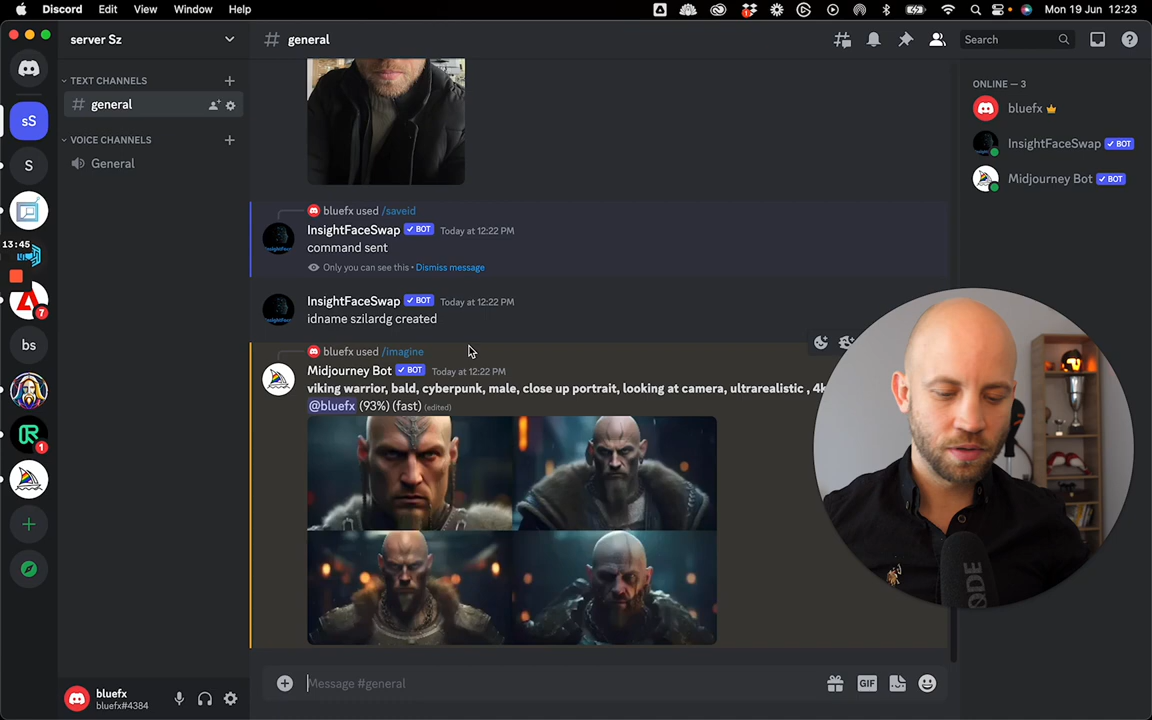 Discord Edit View Window Help
Mon 19 Jun 12:23
server Sz
general
Search
TEXT CHANNELS
general
VOICE CHANNELS
General
sS
S
13:45
7
bs
1
bluefx used /saveid
InsightFaceSwap ✓ BOT Today at 12:22 PM
command sent
Only you can see this • Dismiss message
InsightFaceSwap ✓ BOT Today at 12:22 PM
idname szilardg created
bluefx used /imagine
Midjourney Bot ✓ BOT Today at 12:22 PM
viking warrior, bald, cyberpunk, male, close up portrait, looking at camera, ultrarealistic , 4k
@bluefx (93%) (fast) (edited)
Message #general
GIF
ONLINE — 3
bluefx
InsightFaceSwap ✓ BOT
Midjourney Bot ✓ BOT
bluefx
bluefx#4384